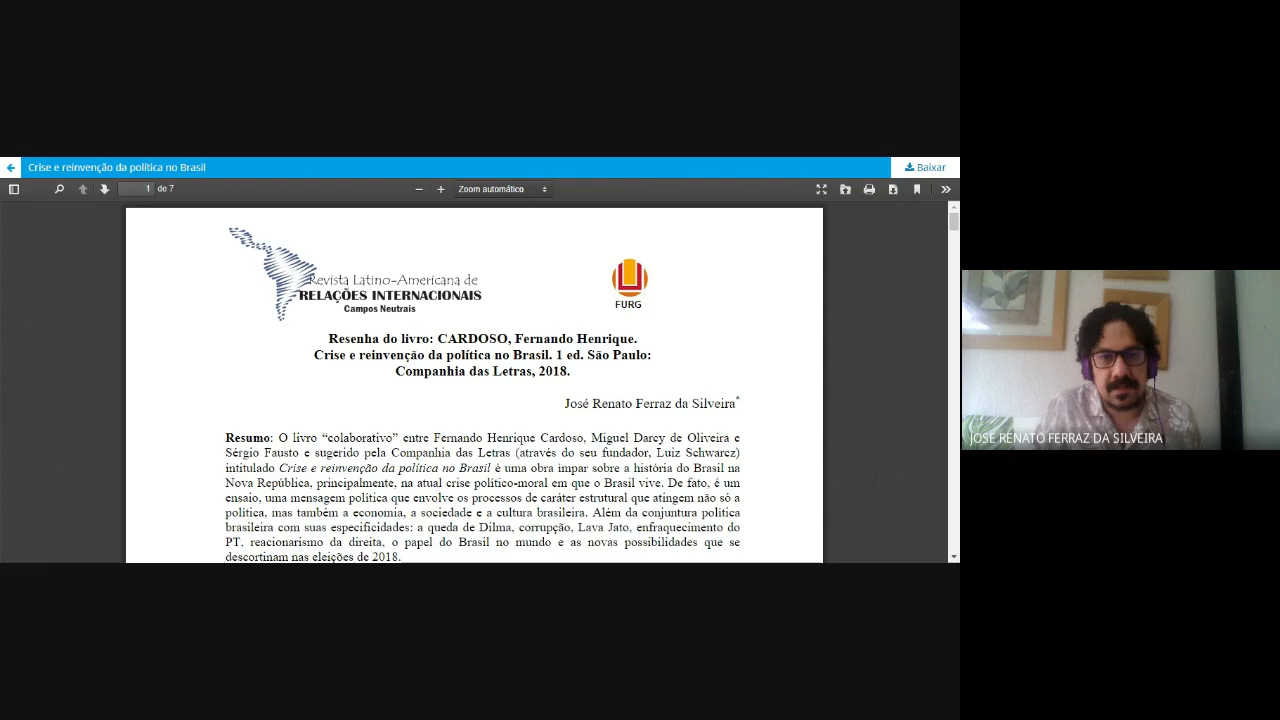 Crise e reinvenção da política no Brasil
Baixar
1 de 7
Zoom automático
Revista Latino-Americana de
RELAÇÕES INTERNACIONAIS
Campos Neutrais
FURG
Resenha do livro: CARDOSO, Fernando Henrique.
Crise e reinvenção da política no Brasil. 1 ed. São Paulo:
Companhia das Letras, 2018.
José Renato Ferraz da Silveira*
Resumo: O livro “colaborativo” entre Fernando Henrique Cardoso, Miguel Darcy de Oliveira e
Sérgio Fausto e sugerido pela Companhia das Letras (através do seu fundador, Luiz Schwarcz)
intitulado Crise e reinvenção da política no Brasil é uma obra impar sobre a história do Brasil na
Nova República, principalmente, na atual crise político-moral em que o Brasil vive. De fato, é um
ensaio, uma mensagem política que envolve os processos de caráter estrutural que atingem não só a
política, mas também a economia, a sociedade e a cultura brasileira. Além da conjuntura política
brasileira com suas especificidades: a queda de Dilma, corrupção, Lava Jato, enfraquecimento do
PT, reacionarismo da direita, o papel do Brasil no mundo e as novas possibilidades que se
descortinam nas eleições de 2018.
JOSE RENATO FERRAZ DA SILVEIRA